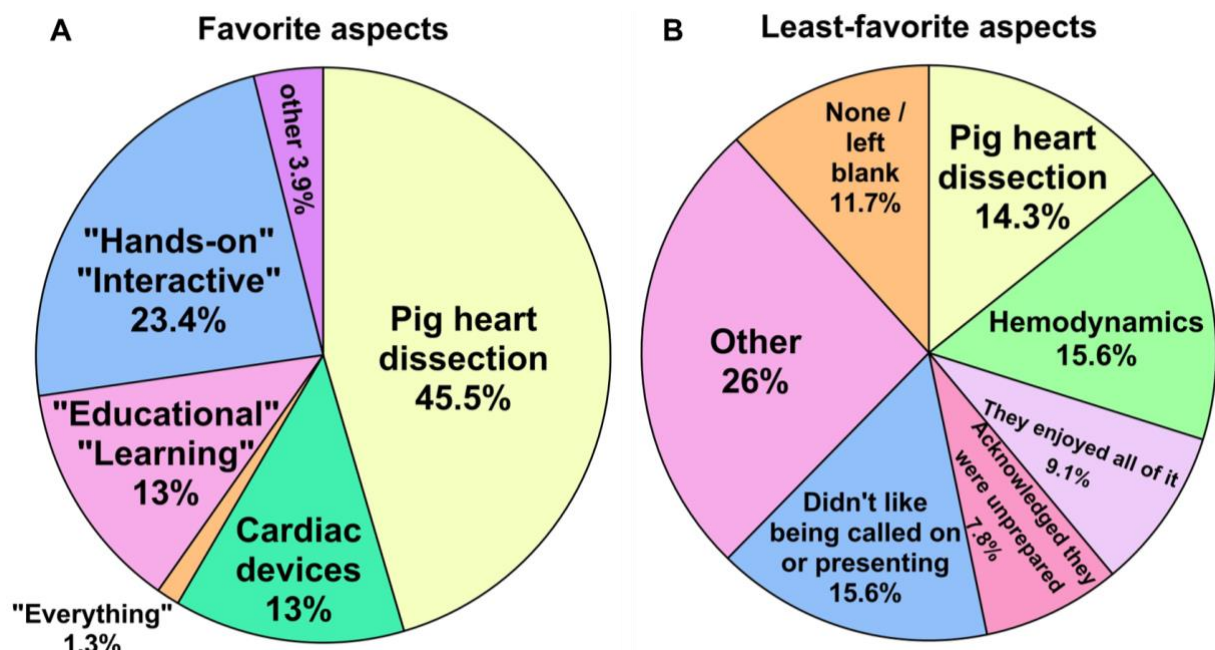 A
Favorite aspects
other 3.9%
"Hands-on"
"Interactive"
23.4%
Pig heart
dissection
45.5%
"Educational"
"Learning"
13%
Cardiac
devices
13%
"Everything"
1.3%
B
Least-favorite aspects
None /
left
blank
11.7%
Pig heart
dissection
14.3%
Hemodynamics
15.6%
Other
26%
They enjoyed all of it
9.1%
Acknowledged they
were unprepared
7.8%
Didn't like
being called on
or presenting
15.6%